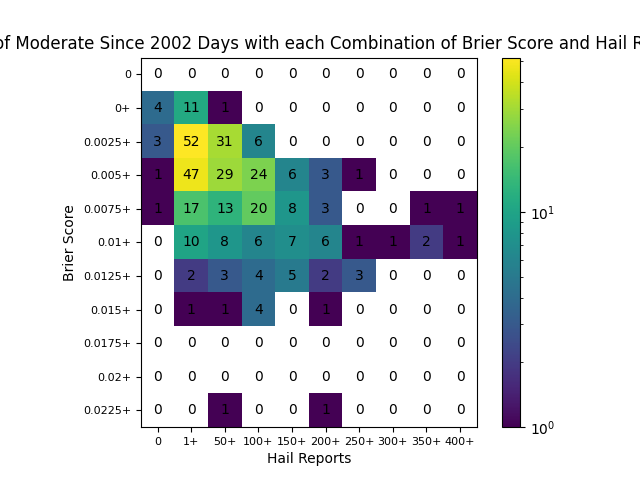 of Moderate Since 2002 Days with each Combination of Brier Score and Hail R
0 0 0 0 0 0 0 0 0 0 0
0+ 4 11 1 0 0 0 0 0 0 0
0.0025+ 3 52 31 6 0 0 0 0 0 0
0.005+ 1 47 29 24 6 3 1 0 0 0
0.0075+ 1 17 13 20 8 3 0 0 1 1
0.01+ 0 10 8 6 7 6 1 1 2 1
0.0125+ 0 2 3 4 5 2 3 0 0 0
0.015+ 0 1 1 4 0 1 0 0 0 0
0.0175+ 0 0 0 0 0 0 0 0 0 0
0.02+ 0 0 0 0 0 0 0 0 0 0
0.0225+ 0 0 1 0 0 1 0 0 0 0
0 1+ 50+ 100+ 150+ 200+ 250+ 300+ 350+ 400+
Hail Reports
Brier Score
10¹
10⁰